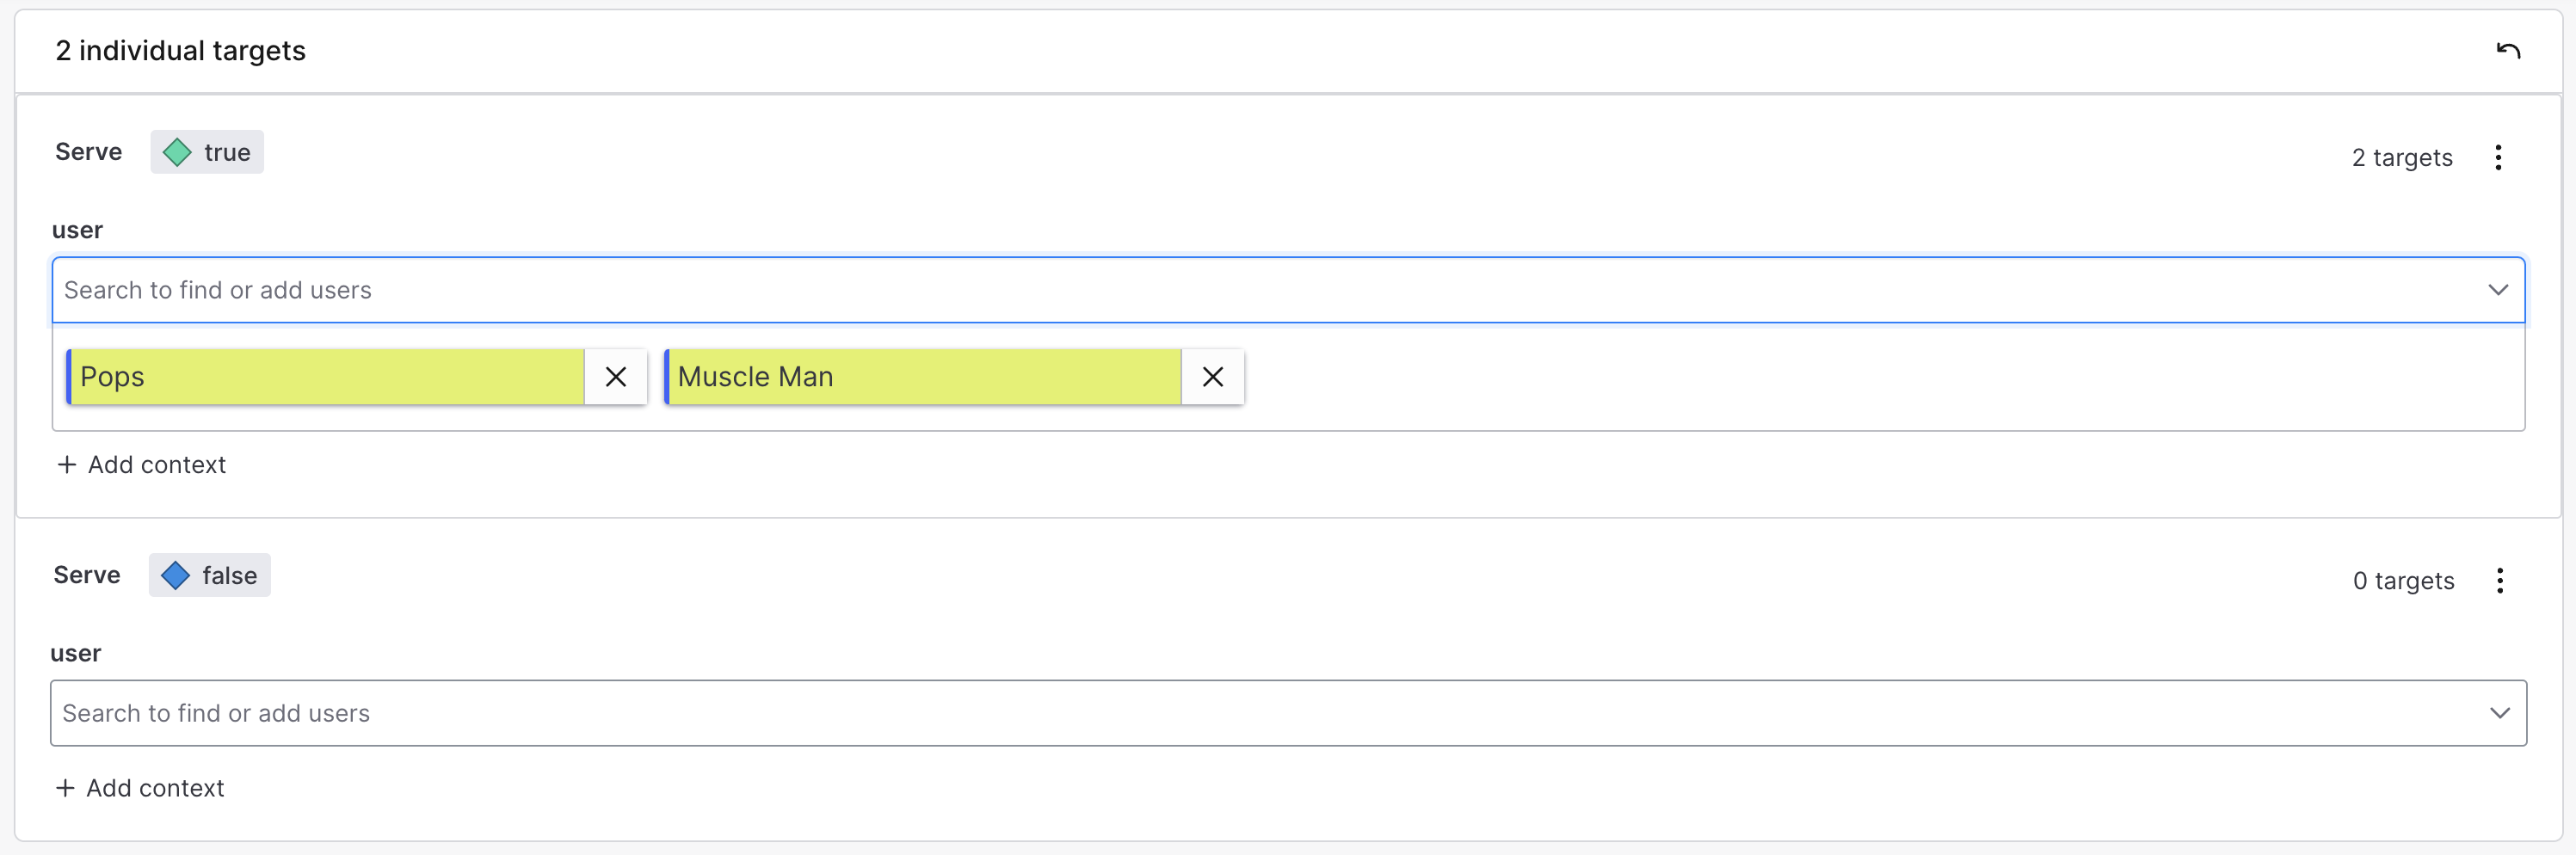 2 individual targets
Serve true 2 targets
user
Search to find or add users
Pops Muscle Man
+ Add context
Serve false 0 targets
user
Search to find or add users
+ Add context